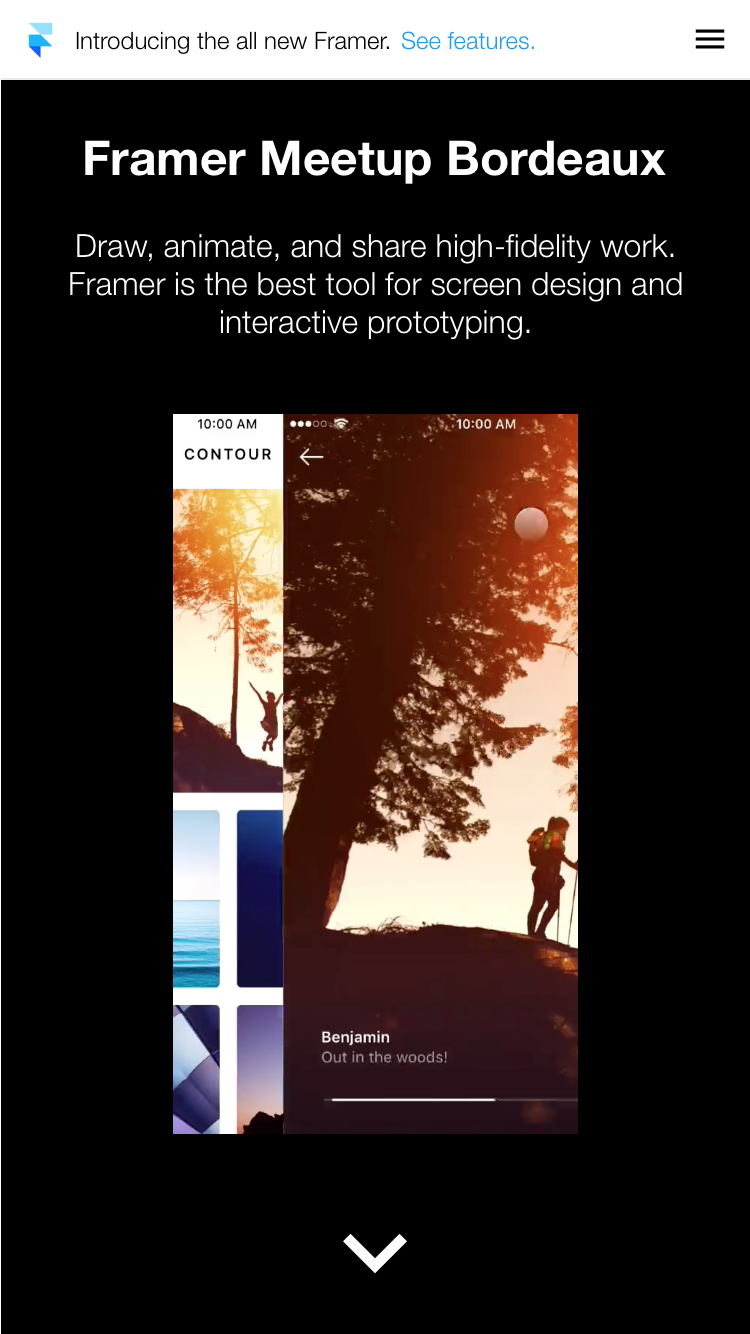 Introducing the all new Framer. See features.
Framer Meetup Bordeaux
Draw, animate, and share high-fidelity work.
Framer is the best tool for screen design and
interactive prototyping.
10:00 AM
10:00 AM
CONTOUR
Benjamin
Out in the woods!